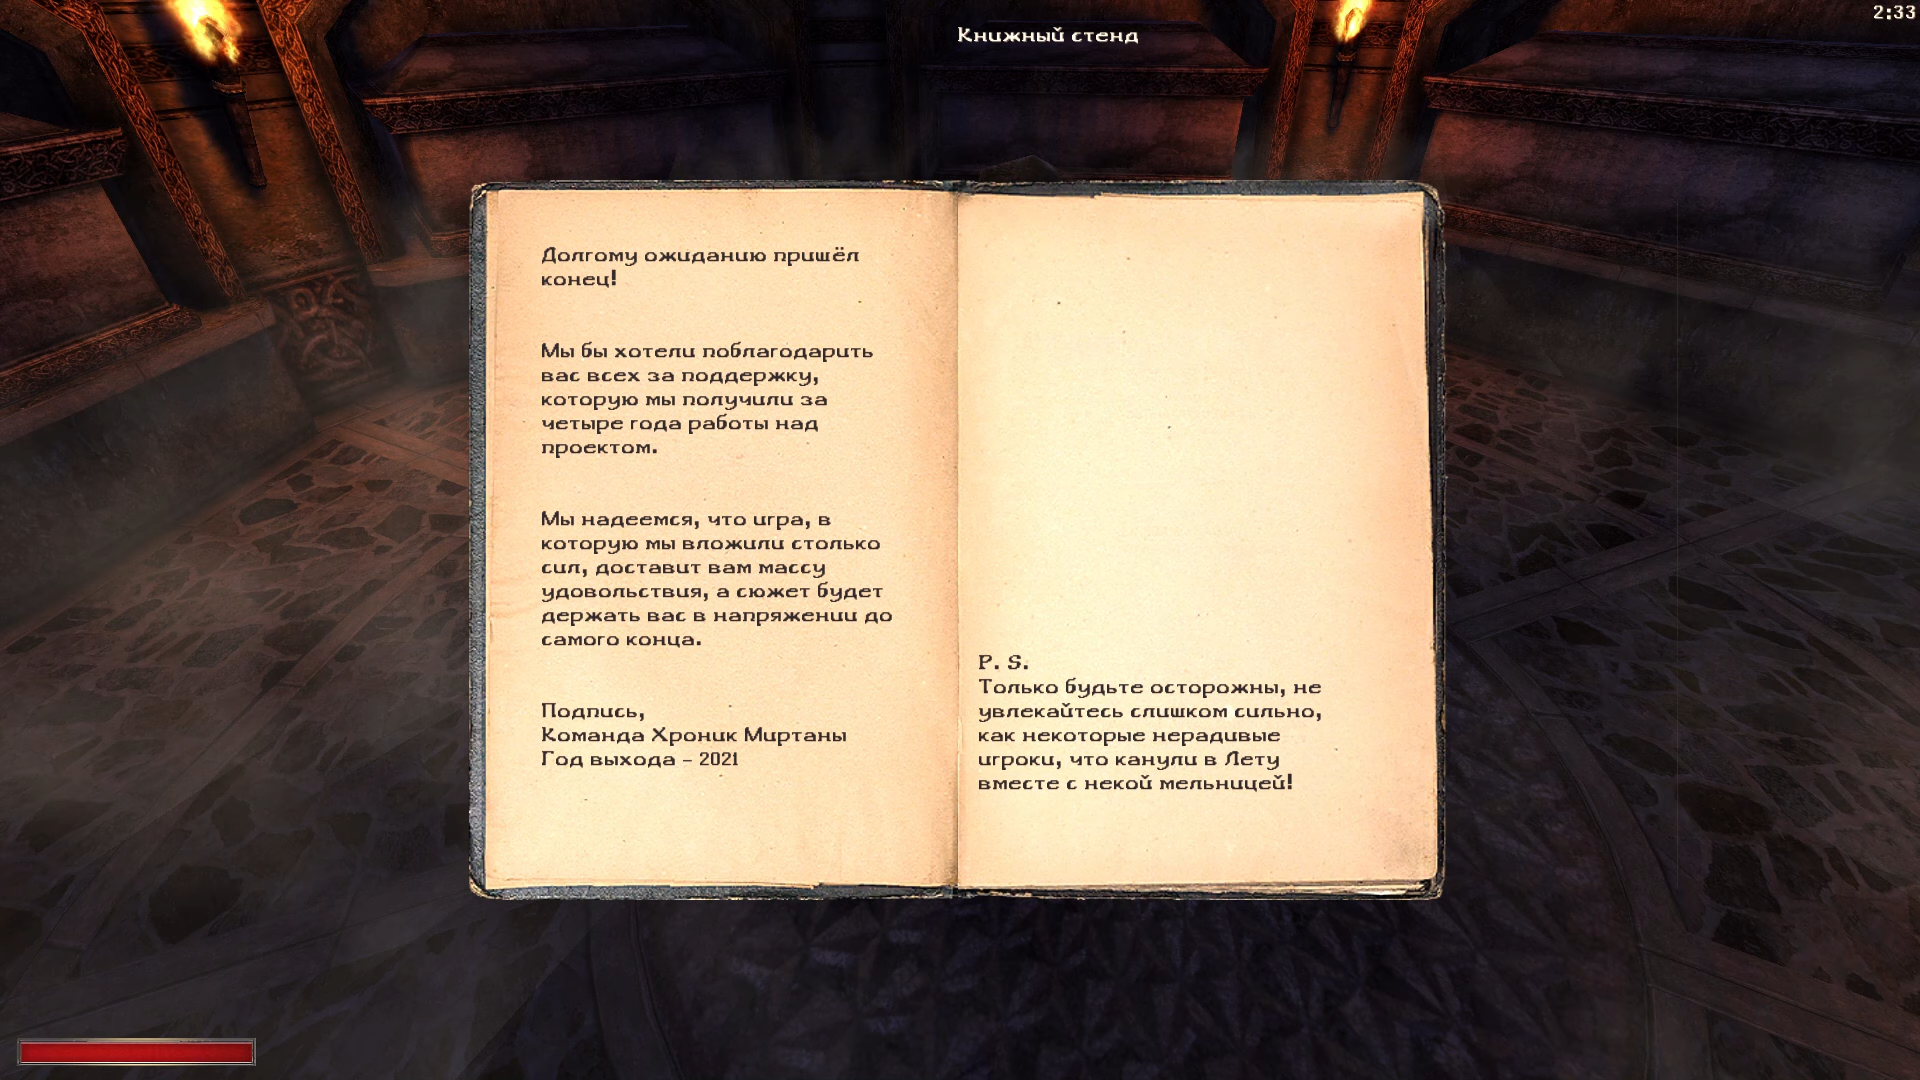 Книжный стенд
2:33
Долгому ожиданию пришёл
конец!
Мы бы хотели поблагодарить
вас всех за поддержку,
которую мы получили за
четыре года работы над
проектом.
Мы надеемся, что игра, в
которую мы вложили столько
сил, доставит вам массу
удовольствия, а сюжет будет
держать вас в напряжении до
самого конца.
Подпись,
Команда Хроник Миртаны
Год выхода - 2021
P. S.
Только будьте осторожны, не
увлекайтесь слишком сильно,
как некоторые нерадивые
игроки, что канули в Лету
вместе с некой мельницей!